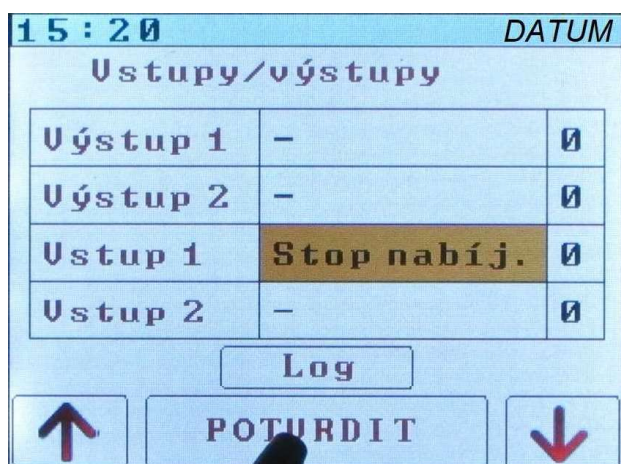 15:20 DATUM
Vstupy/výstupy
Výstup 1 – 0
Výstup 2 – 0
Vstup 1 Stop nabíj. 0
Vstup 2 – 0
Log
POTVRDIT